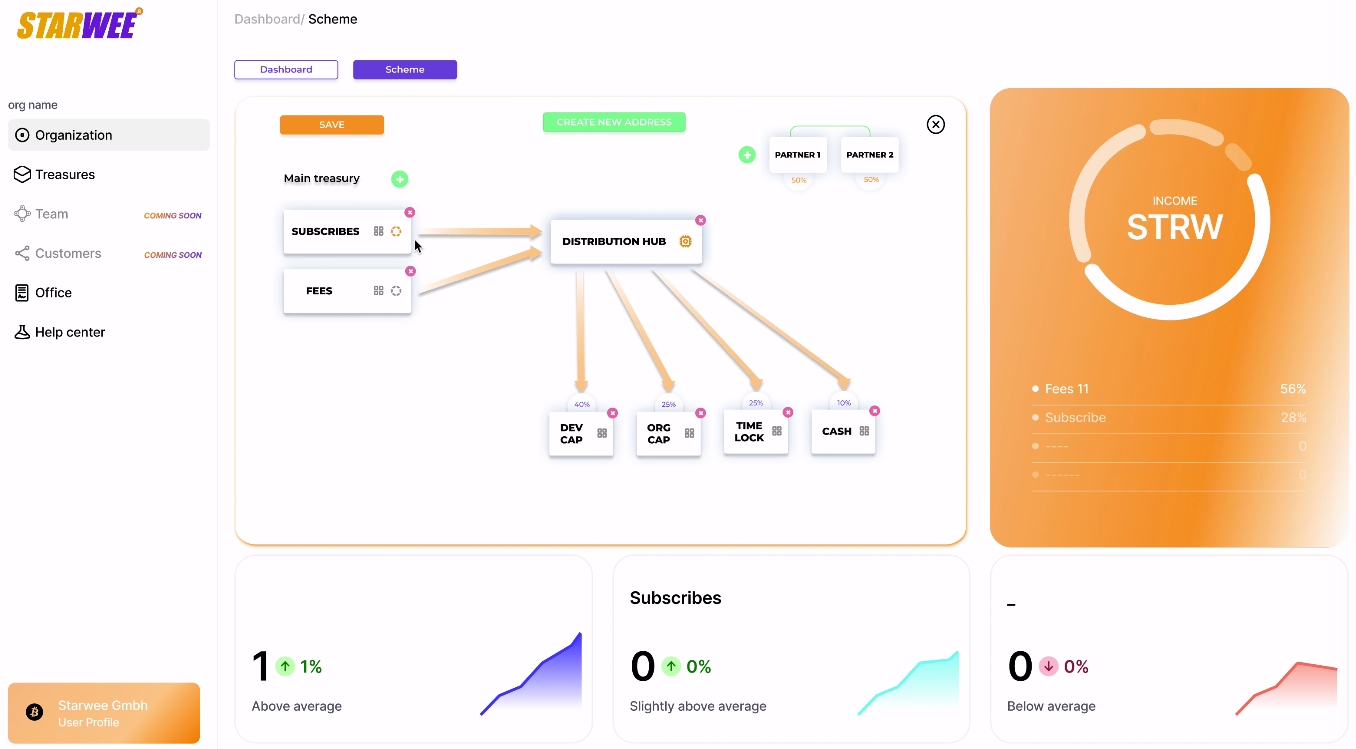 STARWEE
Dashboard/ Scheme
Dashboard
Scheme
org name
Organization
Treasures
Team COMING SOON
Customers COMING SOON
Office
Help center
Starwee Gmbh
User Profile
SAVE
CREATE NEW ADDRESS
PARTNER 1
PARTNER 2
50%
50%
Main treasury
SUBSCRIBES
FEES
DISTRIBUTION HUB
40%
25%
25%
10%
DEV
CAP
ORG
CAP
TIME
LOCK
CASH
INCOME
STRW
Fees 11 56%
Subscribe 28%
---- 0
------ 0
1 1%
Above average
Subscribes
0 0%
Slightly above average
–
0 0%
Below average